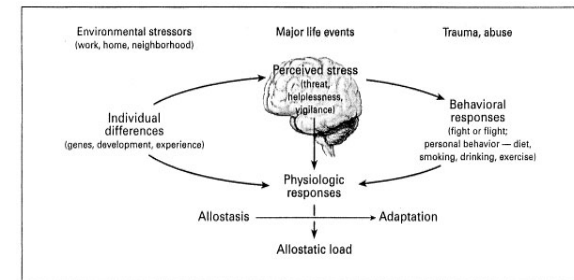 Environmental stressors
(work, home, neighborhood)
Major life events
Trauma, abuse
Perceived stress
(threat,
helplessness,
vigilance)
Individual
differences
(genes, development, experience)
Behavioral
responses
(fight or flight;
personal behavior — diet,
smoking, drinking, exercise)
Physiologic
responses
Allostasis
Adaptation
Allostatic load